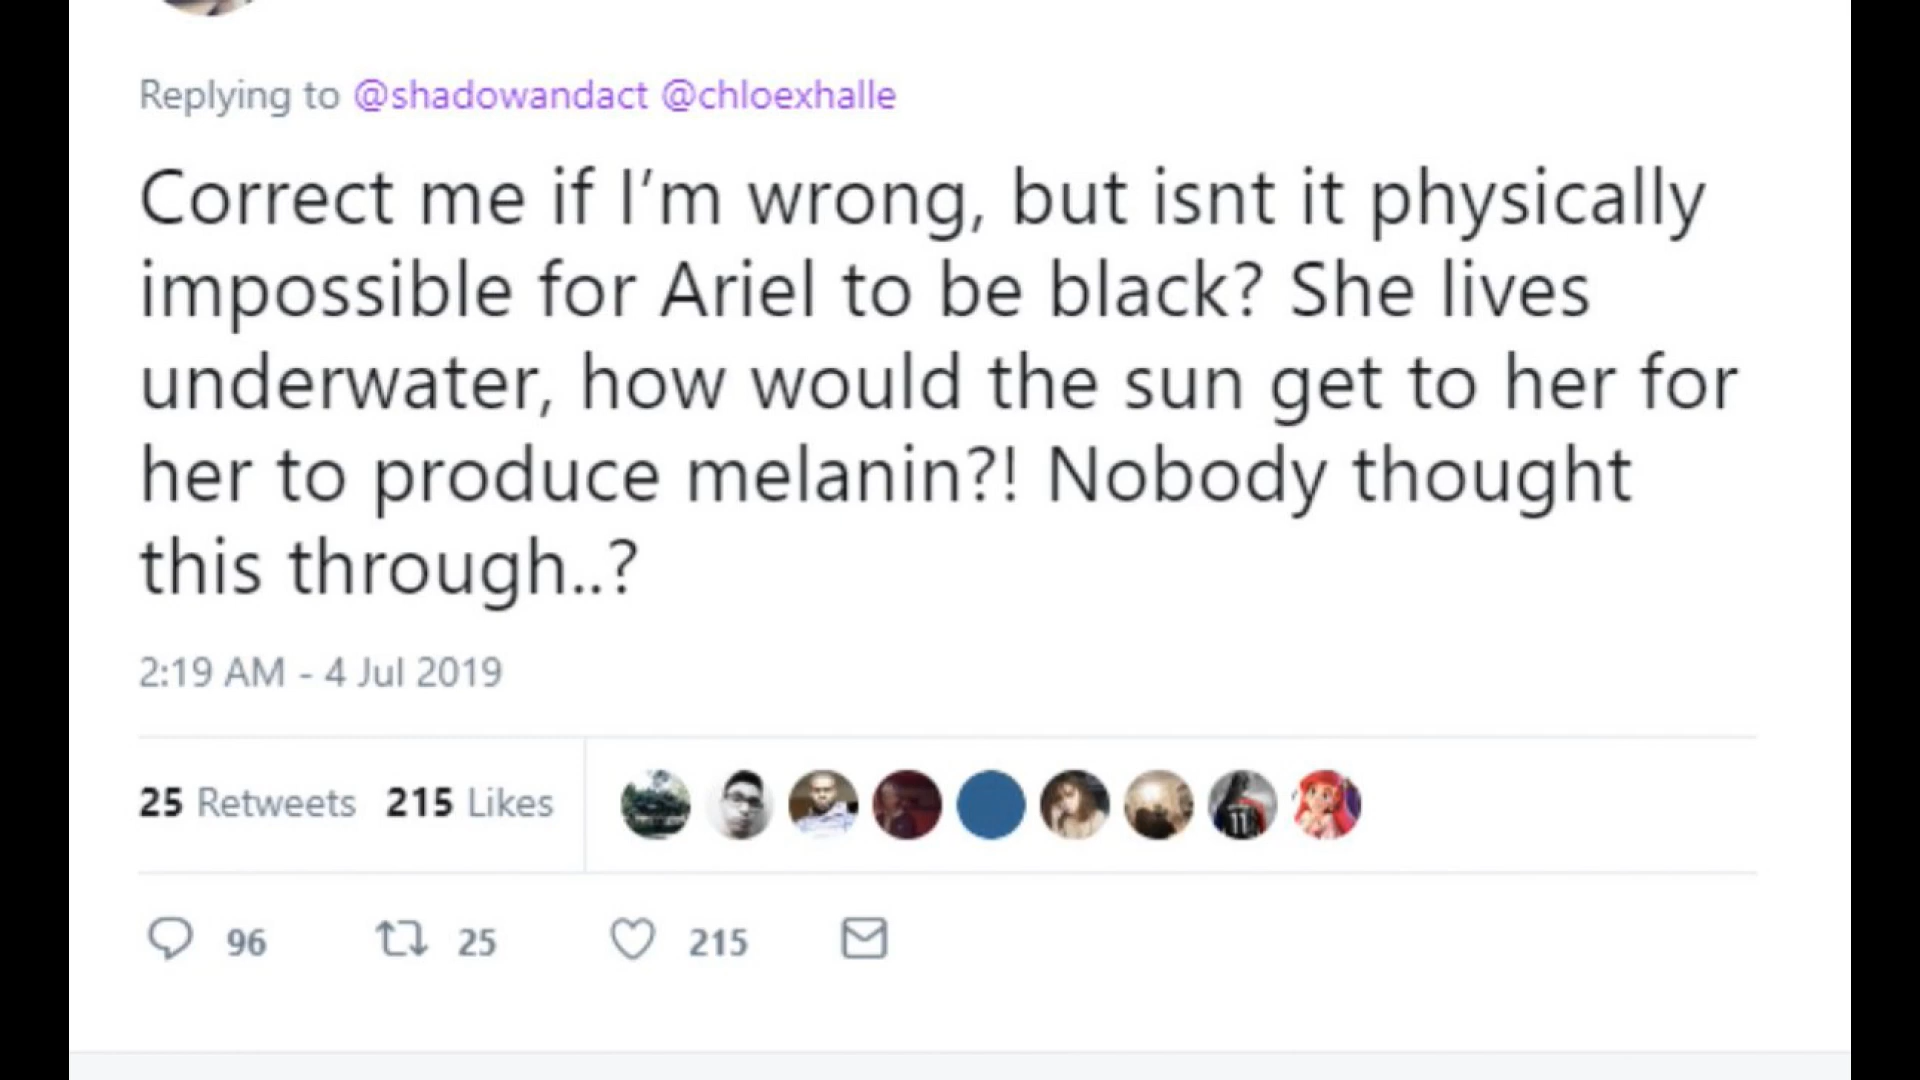 Replying to @shadowandact @chloexhalle
Correct me if I'm wrong, but isnt it physically
impossible for Ariel to be black? She lives
underwater, how would the sun get to her for
her to produce melanin?! Nobody thought
this through..?
2:19 AM - 4 Jul 2019
25 Retweets 215 Likes
11
96 25 215